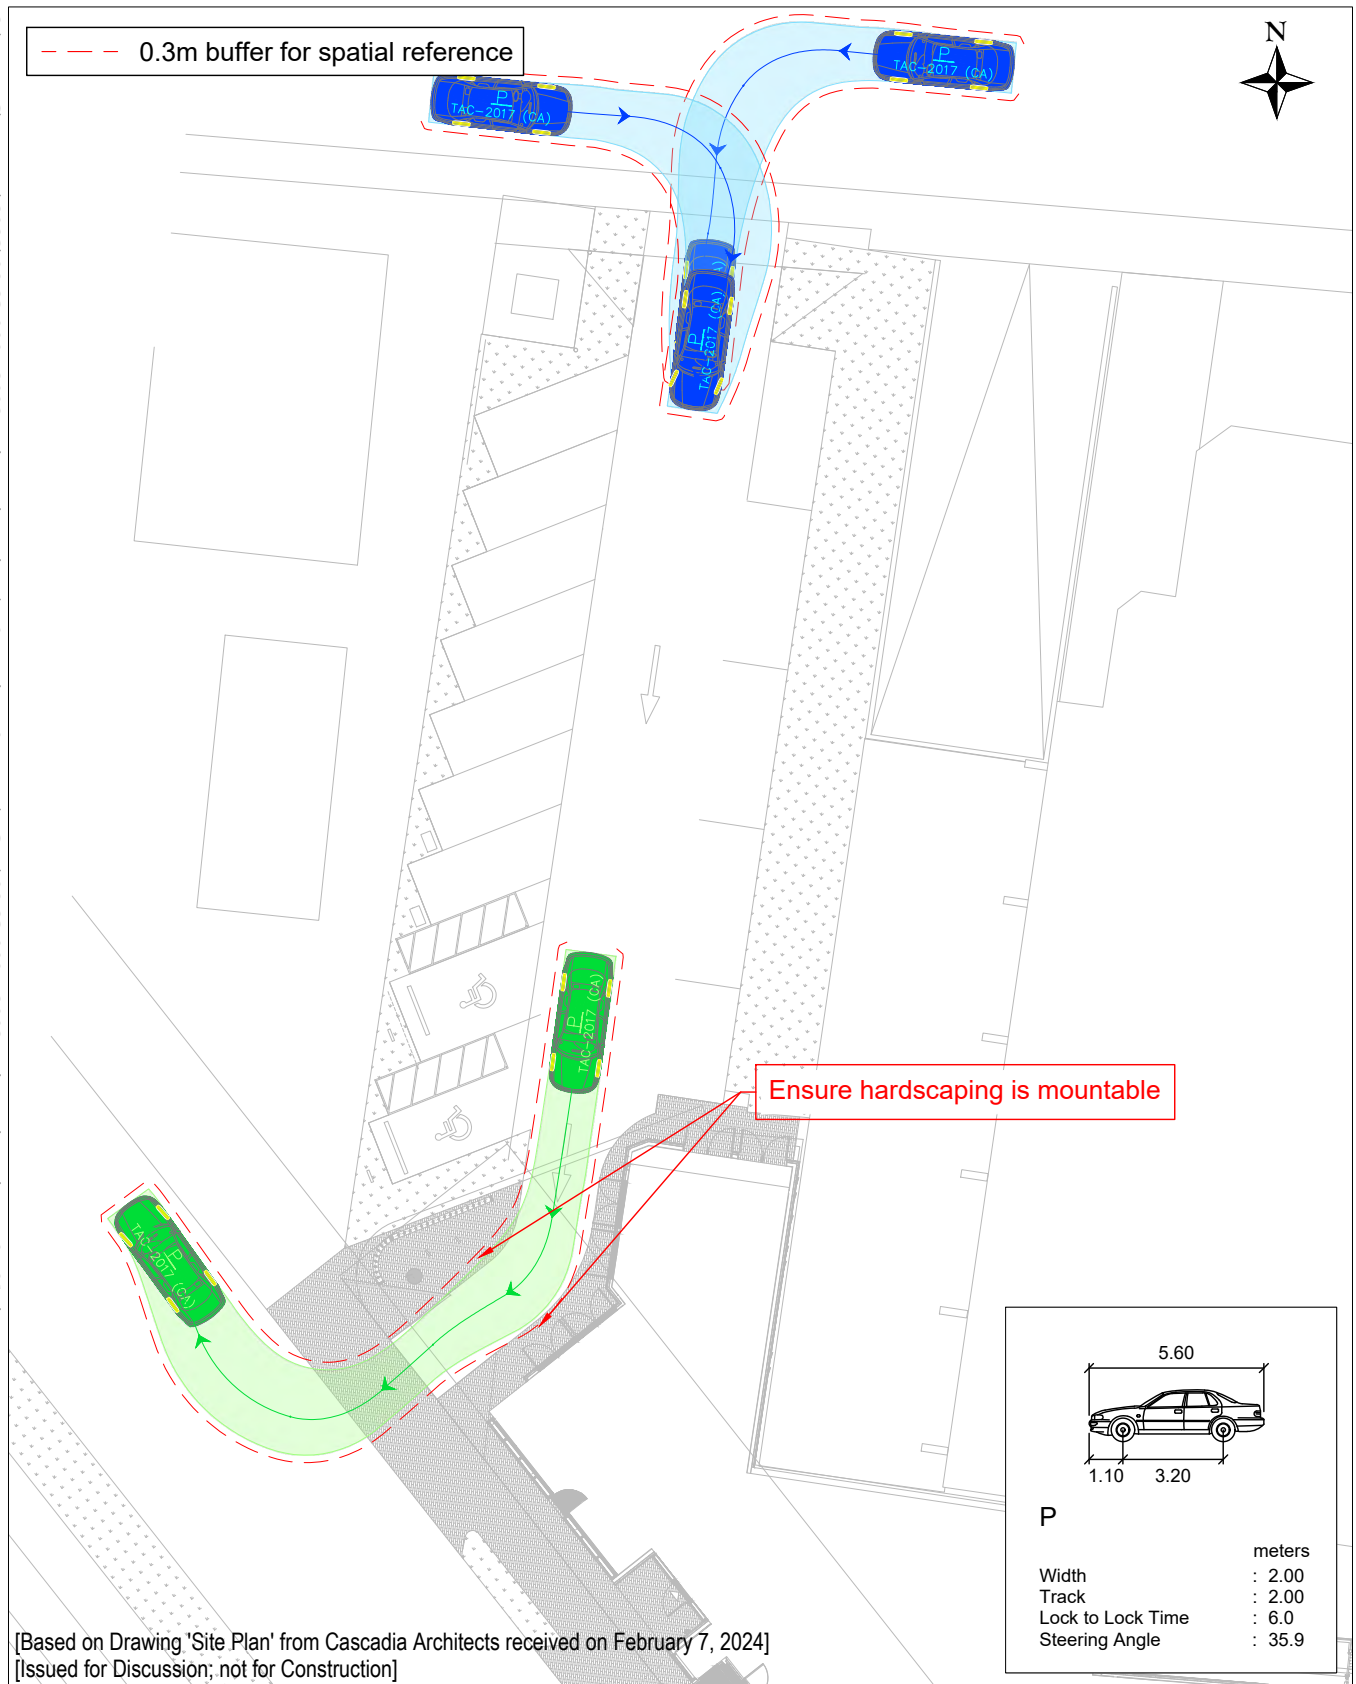 0.3m buffer for spatial reference
N
P
TAC-2017 (CA)
P
TAC-2017 (CA)
P
TAC-2017 (CA)
P
TAC-2017 (CA)
Ensure hardscaping is mountable
P
TAC-2017 (CA)
5.60
1.10 3.20
P
meters
Width : 2.00
Track : 2.00
Lock to Lock Time : 6.0
Steering Angle : 35.9
[Based on Drawing 'Site Plan' from Cascadia Architects received on February 7, 2024]
[Issued for Discussion; not for Construction]